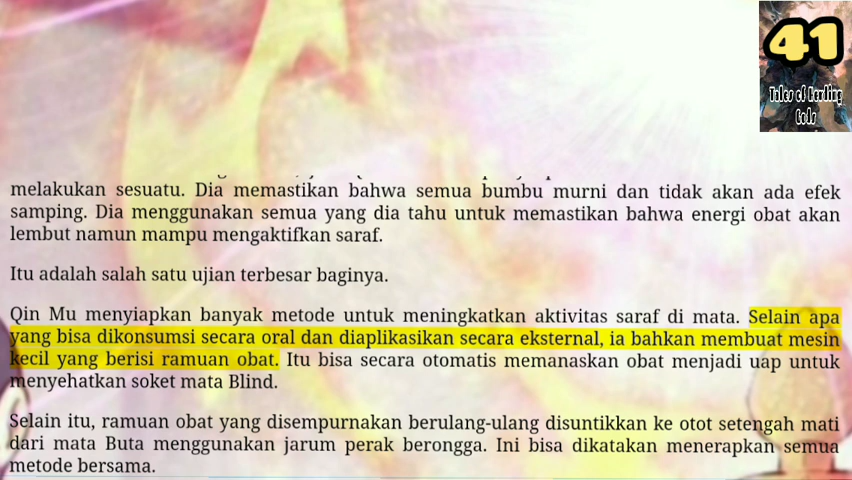 41
Tales of Herding
Gods
melakukan sesuatu. Dia memastikan bahwa semua bumbu murni dan tidak akan ada efek
samping. Dia menggunakan semua yang dia tahu untuk memastikan bahwa energi obat akan
lembut namun mampu mengaktifkan saraf.
Itu adalah salah satu ujian terbesar baginya.
Qin Mu menyiapkan banyak metode untuk meningkatkan aktivitas saraf di mata. Selain apa
yang bisa dikonsumsi secara oral dan diaplikasikan secara eksternal, ia bahkan membuat mesin
kecil yang berisi ramuan obat. Itu bisa secara otomatis memanaskan obat menjadi uap untuk
menyehatkan soket mata Blind.
Selain itu, ramuan obat yang disempurnakan berulang-ulang disuntikkan ke otot setengah mati
dari mata Buta menggunakan jarum perak berongga. Ini bisa dikatakan menerapkan semua
metode bersama.